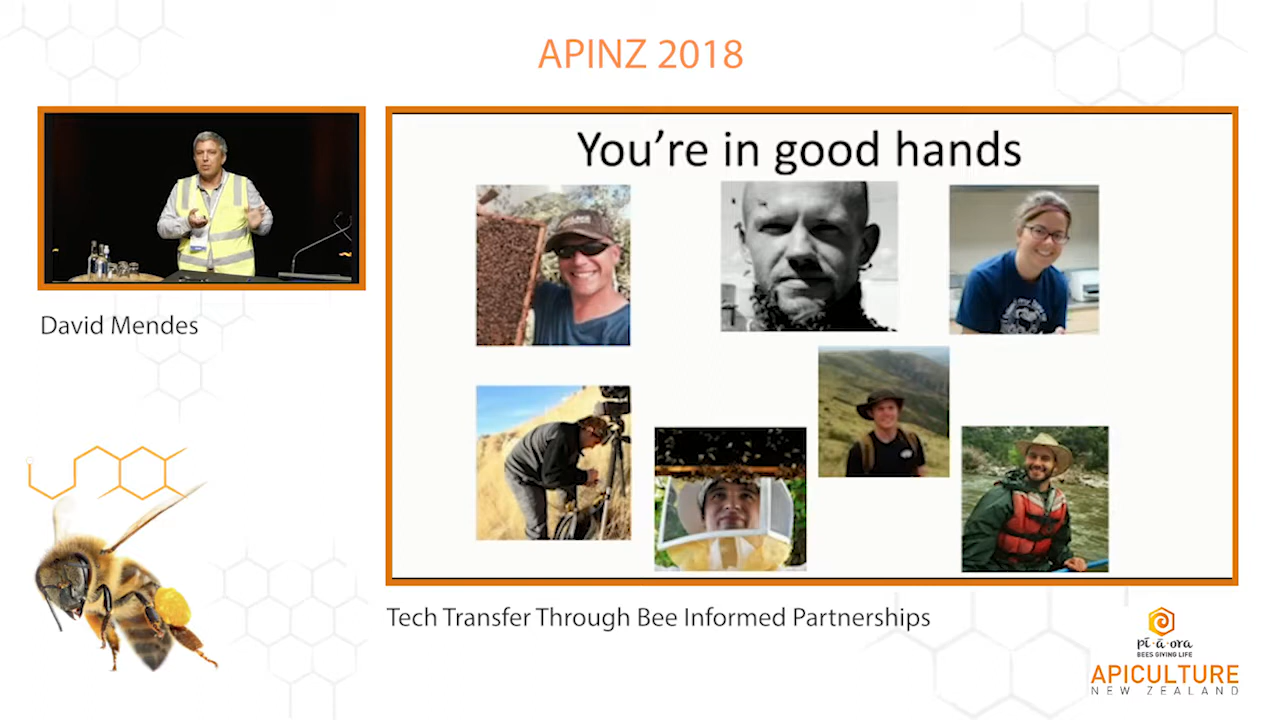 APINZ 2018
You're in good hands
David Mendes
Tech Transfer Through Bee Informed Partnerships
pī-ā-ora
BEES GIVING LIFE
APICULTURE
NEW ZEALAND